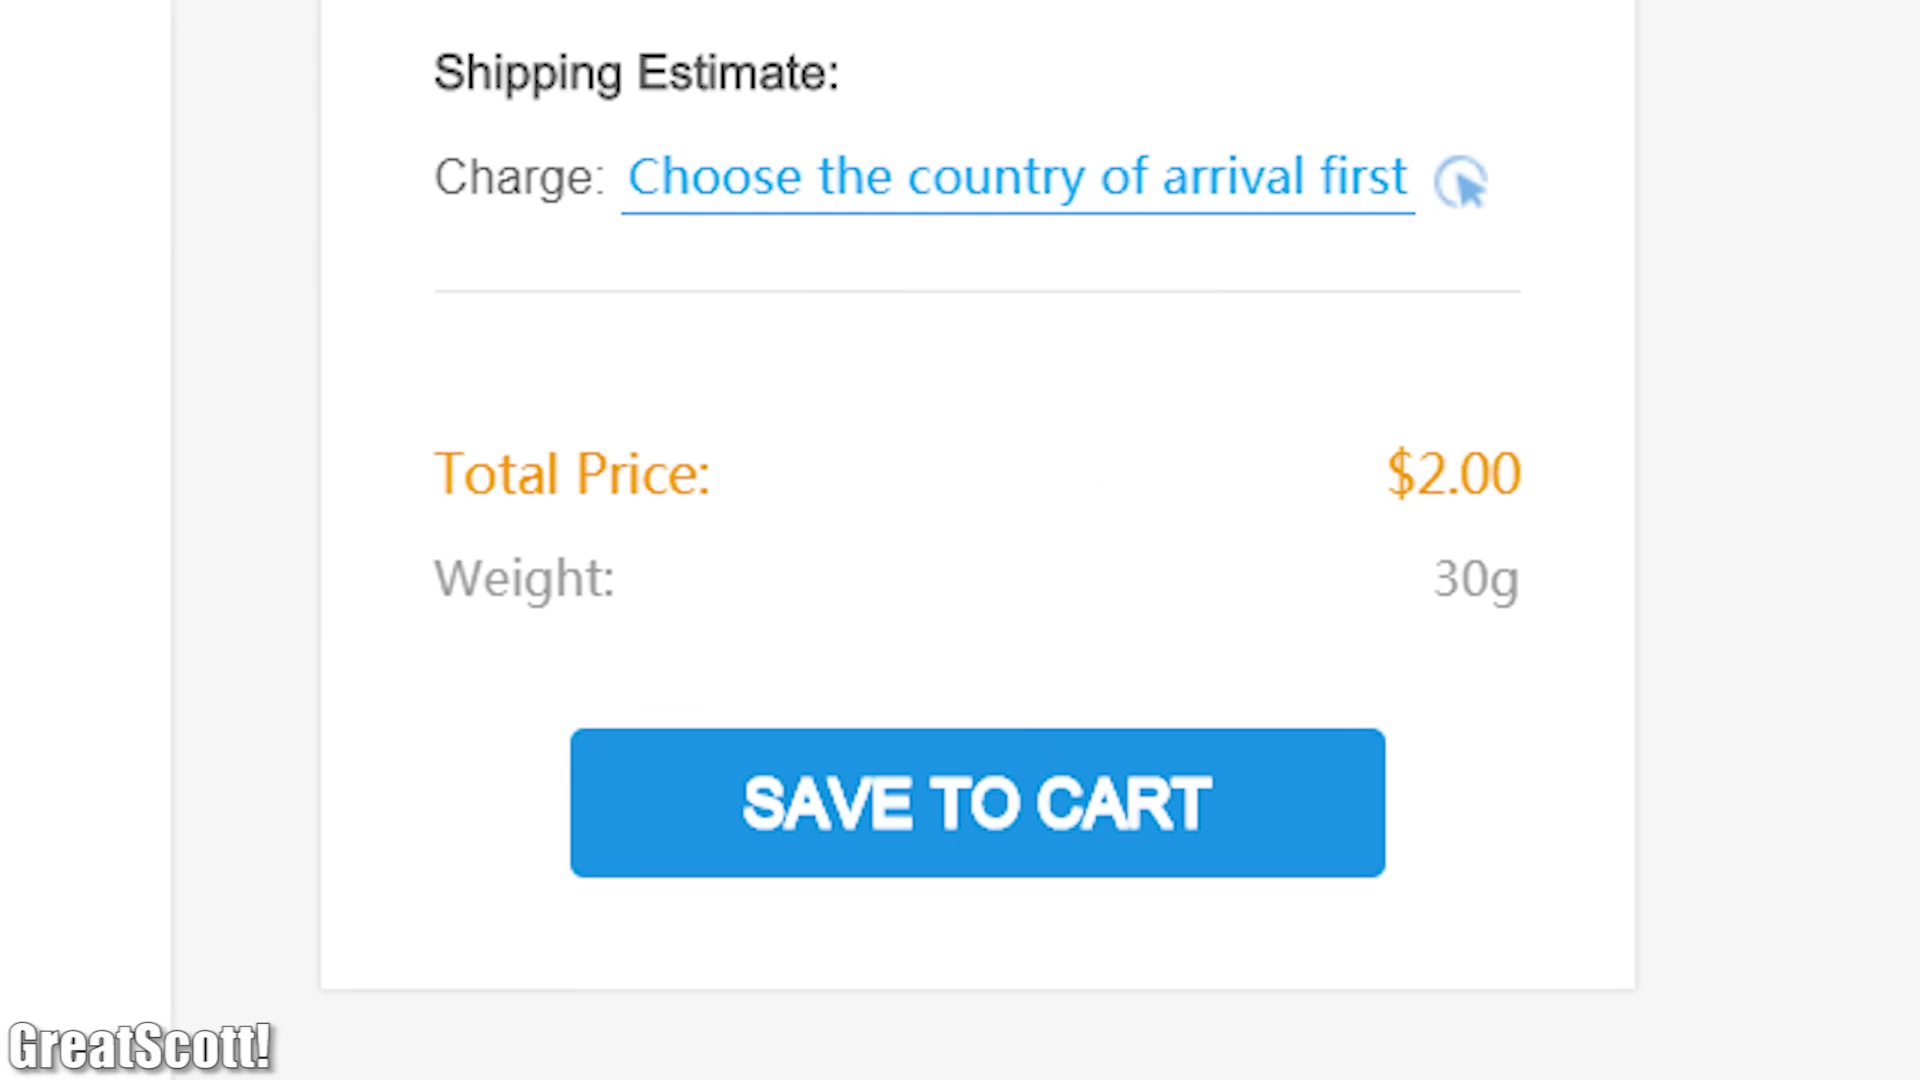 Shipping Estimate:
Charge: Choose the country of arrival first
Total Price: $2.00
Weight: 30g
SAVE TO CART
GreatScott!